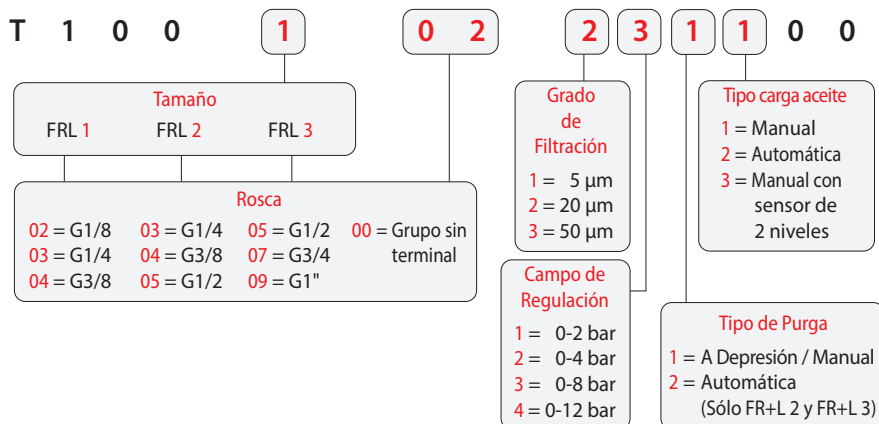 T 1 0 0 1 0 2 2 3 1 1 0 0
Tamaño
FRL 1 FRL 2 FRL 3
Rosca
02 = G1/8 03 = G1/4 05 = G1/2 00 = Grupo sin
03 = G1/4 04 = G3/8 07 = G3/4 terminal
04 = G3/8 05 = G1/2 09 = G1"
Grado
de
Filtración
1 = 5 µm
2 = 20 µm
3 = 50 µm
Campo de
Regulación
1 = 0-2 bar
2 = 0-4 bar
3 = 0-8 bar
4 = 0-12 bar
Tipo carga aceite
1 = Manual
2 = Automática
3 = Manual con
sensor de
2 niveles
Tipo de Purga
1 = A Depresión / Manual
2 = Automática
(Sólo FR+L 2 y FR+L 3)